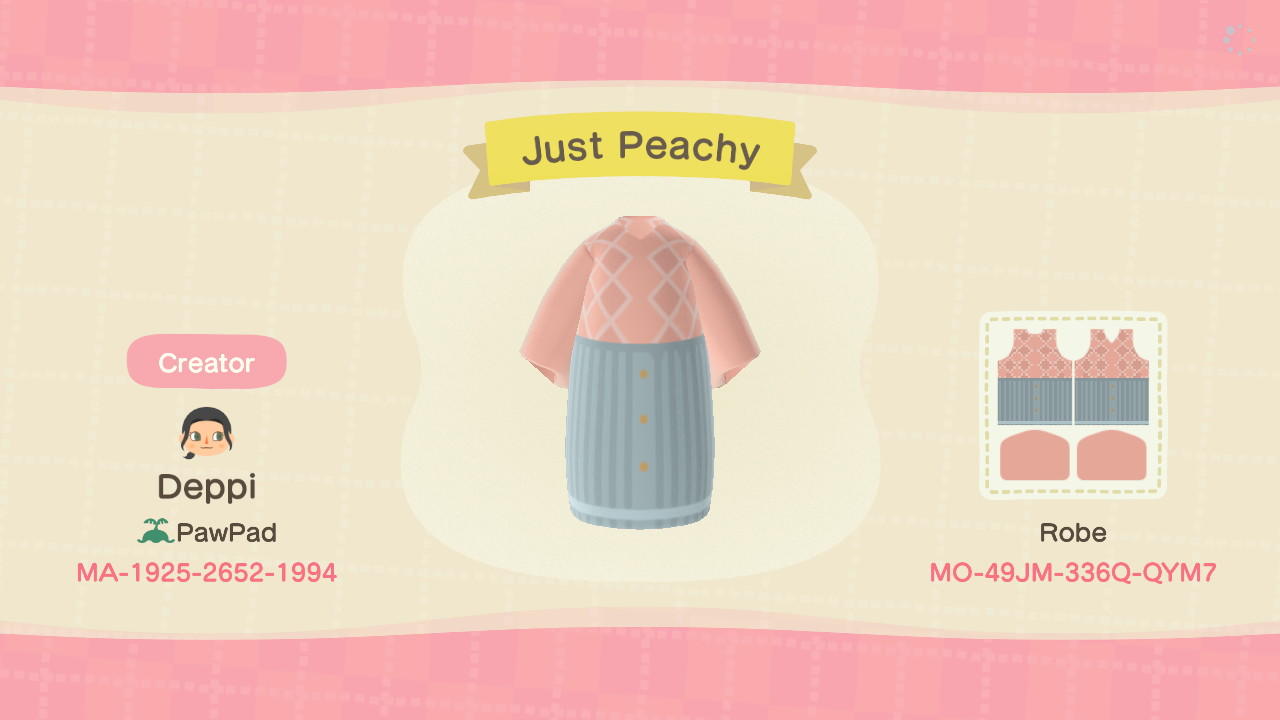 Just Peachy
Creator
Deppi
PawPad
MA-1925-2652-1994
Robe
MO-49JM-336Q-QYM7